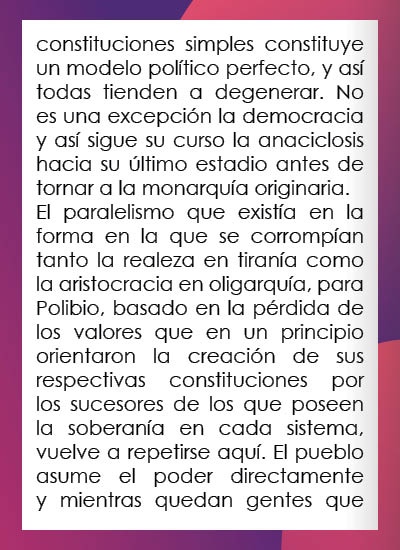 constituciones simples constituye
un modelo político perfecto, y así
todas tienden a degenerar. No
es una excepción la democracia
y así sigue su curso la anaciclosis
hacia su último estadio antes de
tornar a la monarquía originaria.
El paralelismo que existía en la
forma en la que se corrompían
tanto la realeza en tiranía como
la aristocracia en oligarquía, para
Polibio, basado en la pérdida de
los valores que en un principio
orientaron la creación de sus
respectivas constituciones por
los sucesores de los que poseen
la soberanía en cada sistema,
vuelve a repetirse aquí. El pueblo
asume el poder directamente
y mientras quedan gentes que